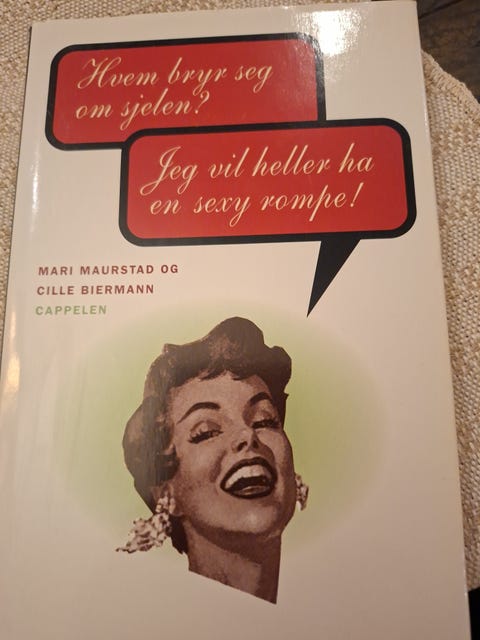 Hvem bryr seg
om sjelen?
Jeg vil heller ha
en sexy rompe!
MARI MAURSTAD OG
CILLE BIERMANN
CAPPELEN